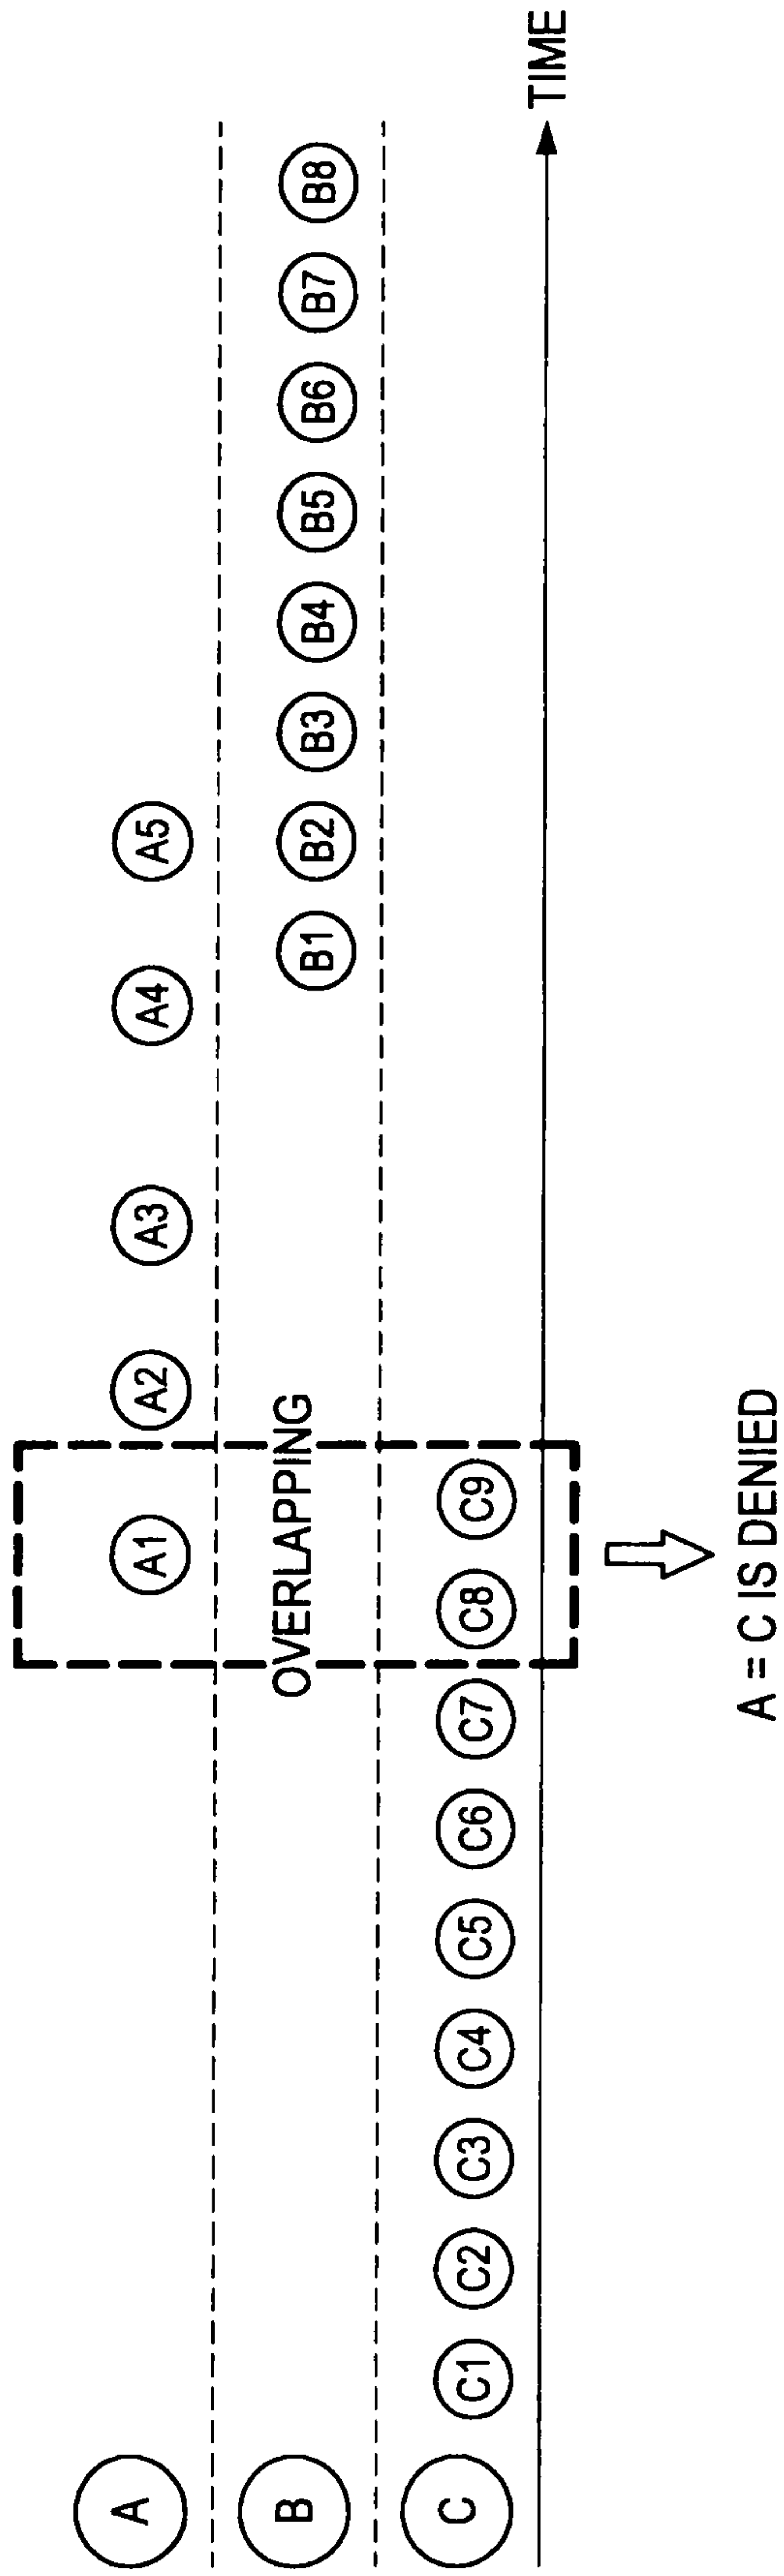 A
A1
A2
A3
A4
A5
B
OVERLAPPING
B1
B2
B3
B4
B5
B6
B7
B8
C
C1
C2
C3
C4
C5
C6
C7
C8
C9
TIME
A = C IS DENIED